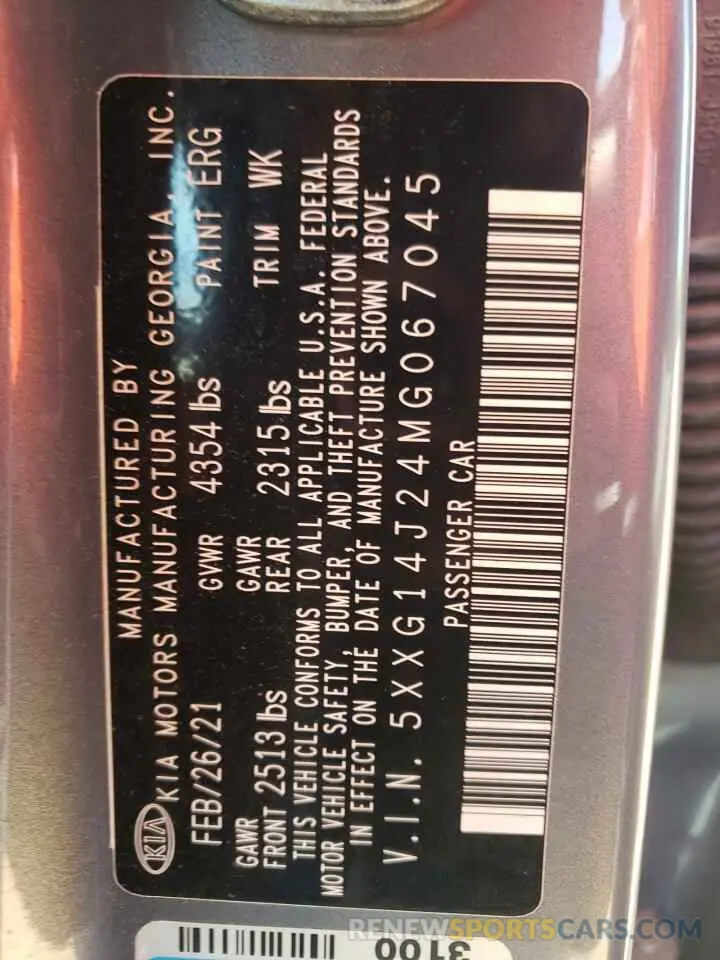 MANUFACTURED BY
KIA KIA MOTORS MANUFACTURING GEORGIA, INC.
FEB/26/21 GVWR 4354 lbs PAINT ERG
GAWR GAWR
FRONT 2513 lbs REAR 2315 lbs TRIM WK
THIS VEHICLE CONFORMS TO ALL APPLICABLE U.S.A. FEDERAL
MOTOR VEHICLE SAFETY, BUMPER, AND THEFT PREVENTION STANDARDS
IN EFFECT ON THE DATE OF MANUFACTURE SHOWN ABOVE.
V.I.N. 5XXG14J24MG067045
PASSENGER CAR
3100
RENEWSPORTSCARS.COM